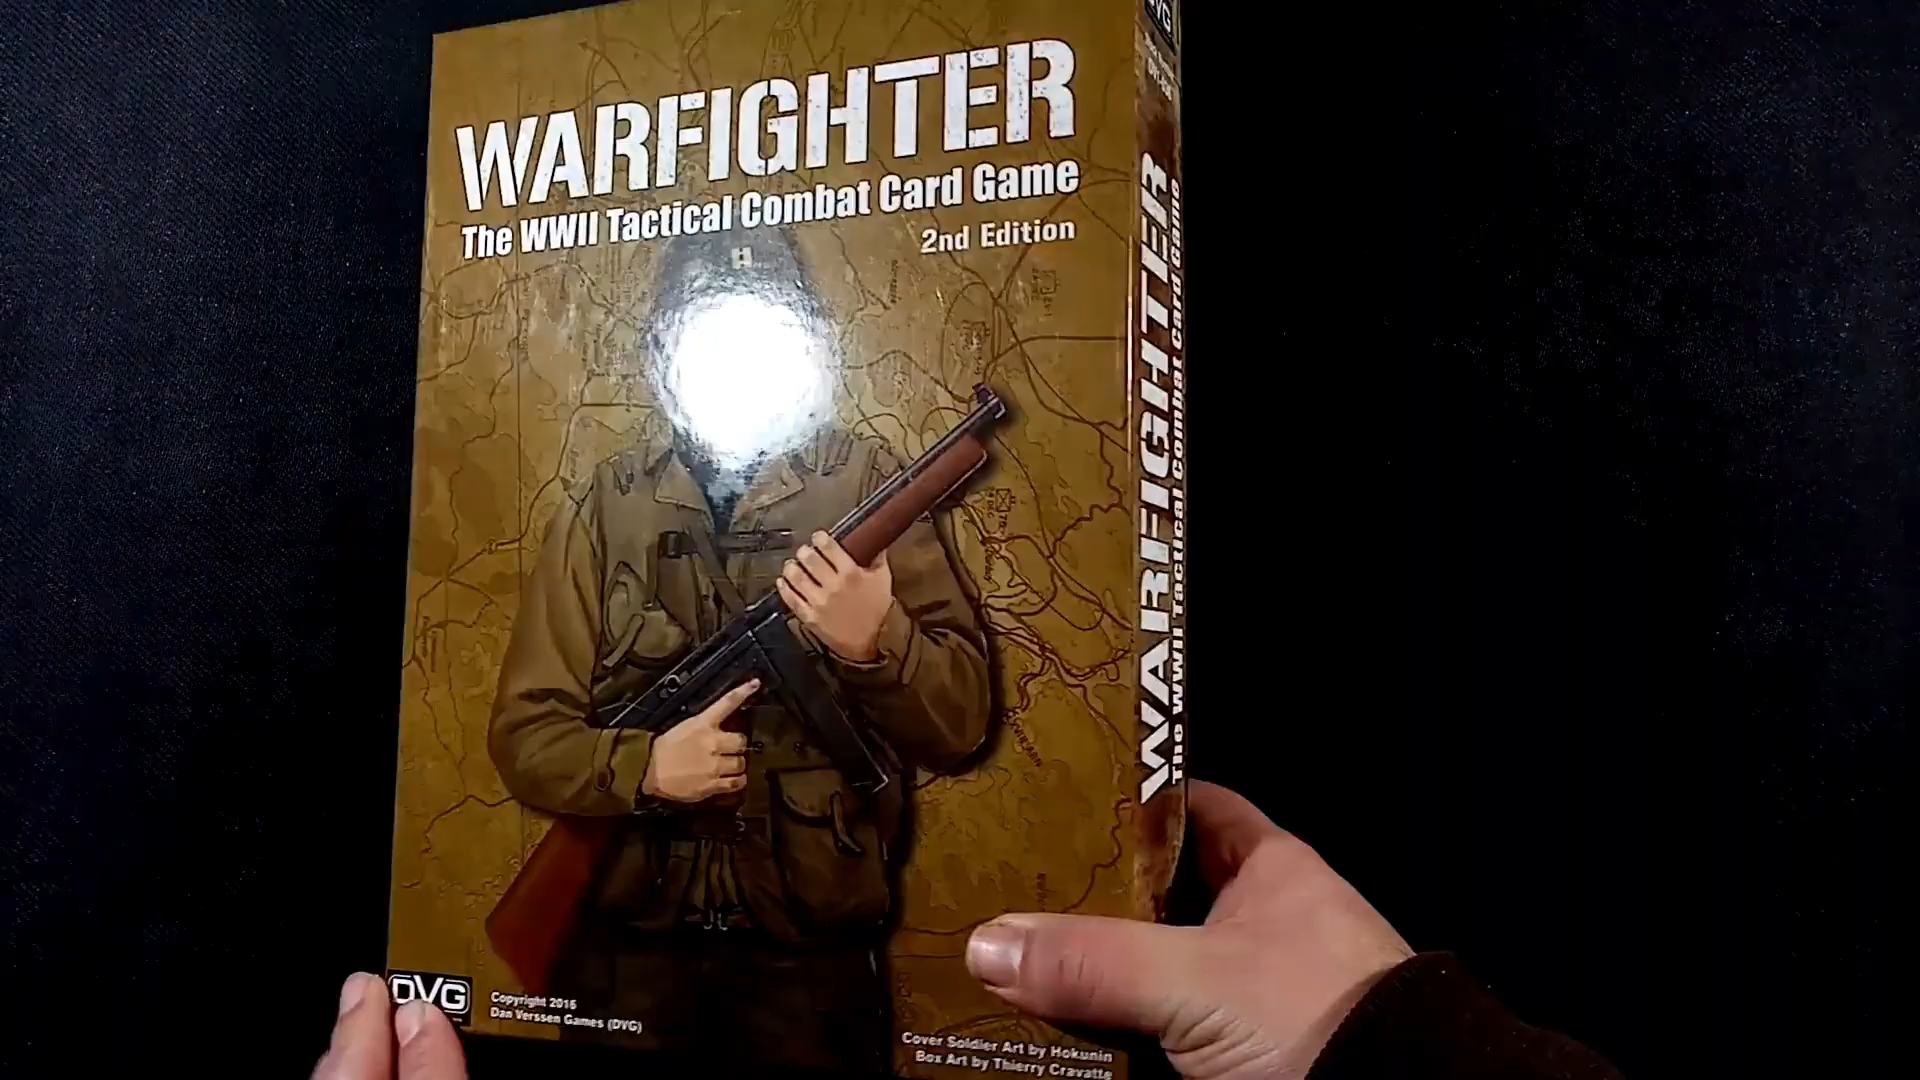 WARFIGHTER
The WWII Tactical Combat Card Game
2nd Edition
DVG
Copyright 2016
Dan Verssen Games (DVG)
Cover Soldier Art by Hokunin
Box Art by Thierry Cravatte
WARFIGHTER
The WWII Tactical Combat Card Game
DVG